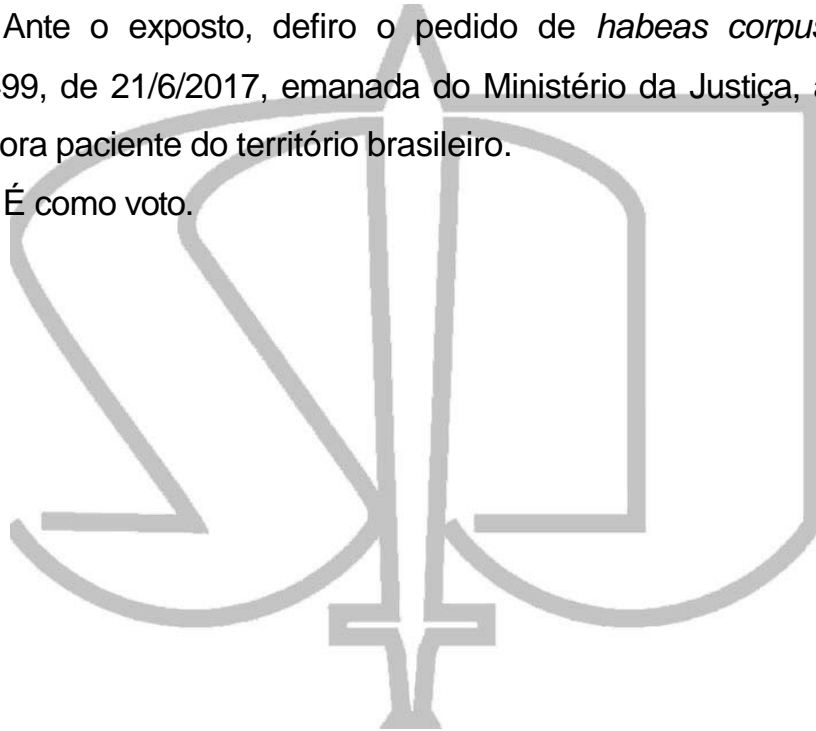 Ante o exposto, defiro o pedido de habeas corpus
99, de 21/6/2017, emanada do Ministério da Justiça, a
ora paciente do território brasileiro.
É como voto.